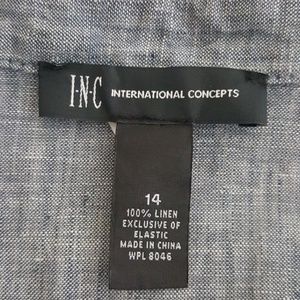 I·N·C INTERNATIONAL CONCEPTS
14
100% LINEN
EXCLUSIVE OF
ELASTIC
MADE IN CHINA
WPL 8046